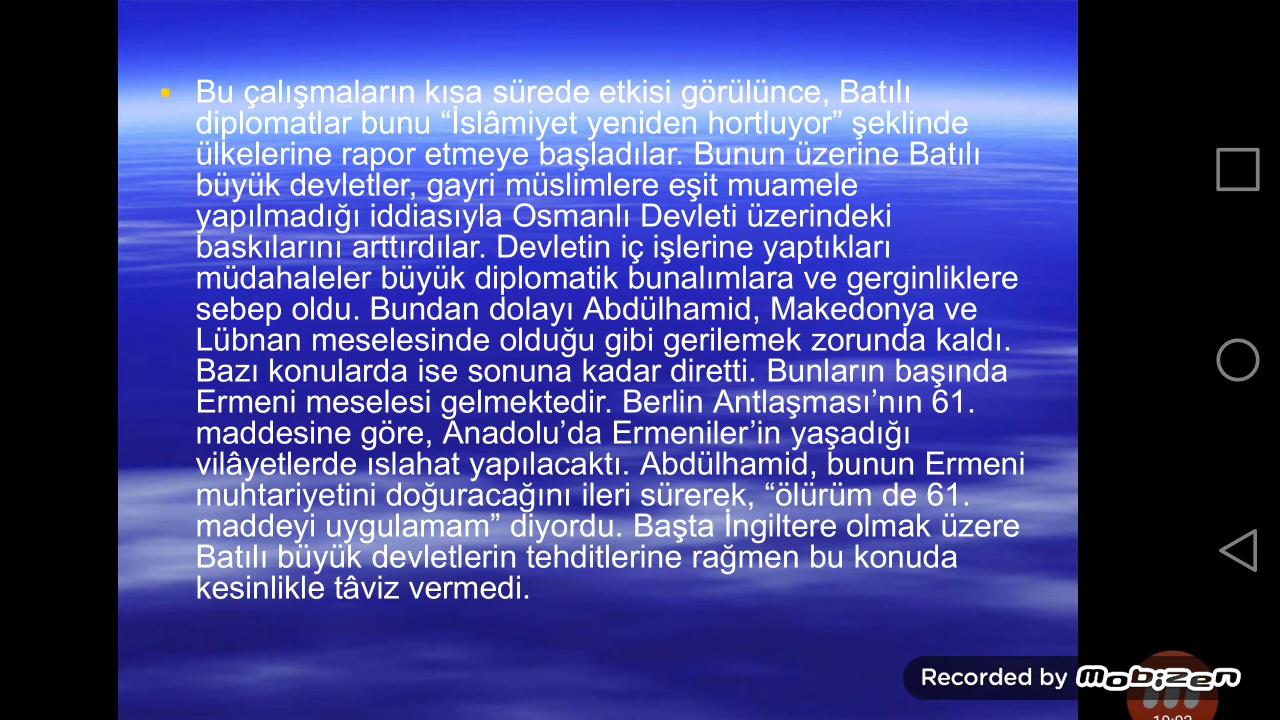 Bu çalışmaların kısa sürede etkisi görülünce, Batılı
diplomatlar bunu “İslâmiyet yeniden hortluyor” şeklinde
ülkelerine rapor etmeye başladılar. Bunun üzerine Batılı
büyük devletler, gayri müslimlere eşit muamele
yapılmadığı iddiasıyla Osmanlı Devleti üzerindeki
baskılarını arttırdılar. Devletin iç işlerine yaptıkları
müdahaleler büyük diplomatik bunalımlara ve gerginliklere
sebep oldu. Bundan dolayı Abdülhamid, Makedonya ve
Lübnan meselesinde olduğu gibi gerilemek zorunda kaldı.
Bazı konularda ise sonuna kadar diretti. Bunların başında
Ermeni meselesi gelmektedir. Berlin Antlaşması’nın 61.
maddesine göre, Anadolu’da Ermeniler’in yaşadığı
vilâyetlerde ıslahat yapılacaktı. Abdülhamid, bunun Ermeni
muhtariyetini doğuracağını ileri sürerek, “ölürüm de 61.
maddeyi uygulamam” diyordu. Başta İngiltere olmak üzere
Batılı büyük devletlerin tehditlerine rağmen bu konuda
kesinlikle tâviz vermedi.
Recorded by mobizen